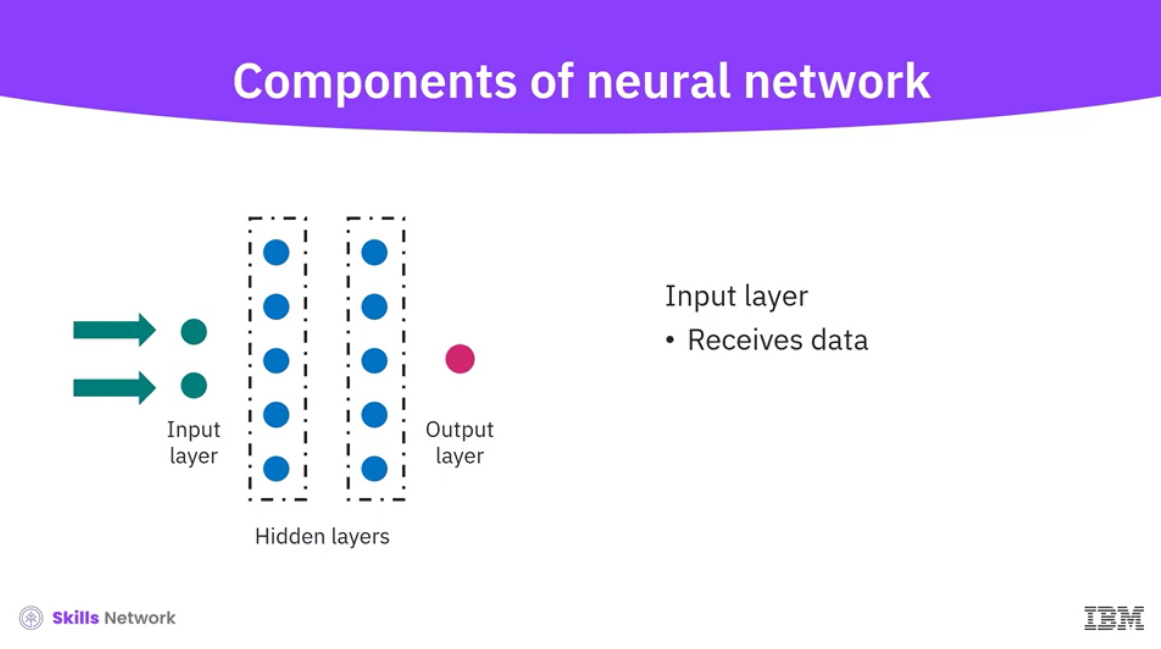 Components of neural network
Input layer
• Receives data
Input
layer
Output
layer
Hidden layers
Skills Network
IBM